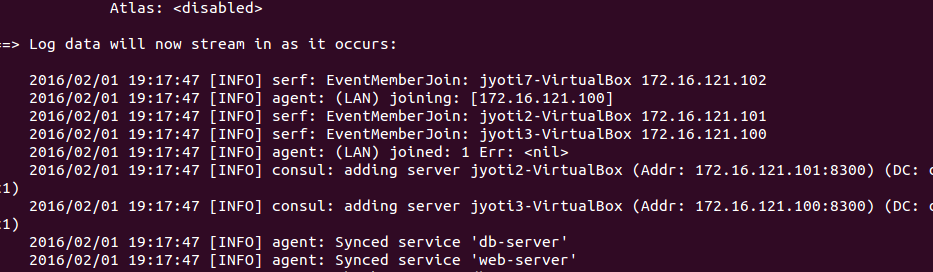 Atlas: <disabled>
==> Log data will now stream in as it occurs:
2016/02/01 19:17:47 [INFO] serf: EventMemberJoin: jyoti7-VirtualBox 172.16.121.102
2016/02/01 19:17:47 [INFO] agent: (LAN) joining: [172.16.121.100]
2016/02/01 19:17:47 [INFO] serf: EventMemberJoin: jyoti2-VirtualBox 172.16.121.101
2016/02/01 19:17:47 [INFO] serf: EventMemberJoin: jyoti3-VirtualBox 172.16.121.100
2016/02/01 19:17:47 [INFO] agent: (LAN) joined: 1 Err: <nil>
2016/02/01 19:17:47 [INFO] consul: adding server jyoti2-VirtualBox (Addr: 172.16.121.101:8300) (DC:
1)
2016/02/01 19:17:47 [INFO] consul: adding server jyoti3-VirtualBox (Addr: 172.16.121.100:8300) (DC:
1)
2016/02/01 19:17:47 [INFO] agent: Synced service 'db-server'
2016/02/01 19:17:47 [INFO] agent: Synced service 'web-server'